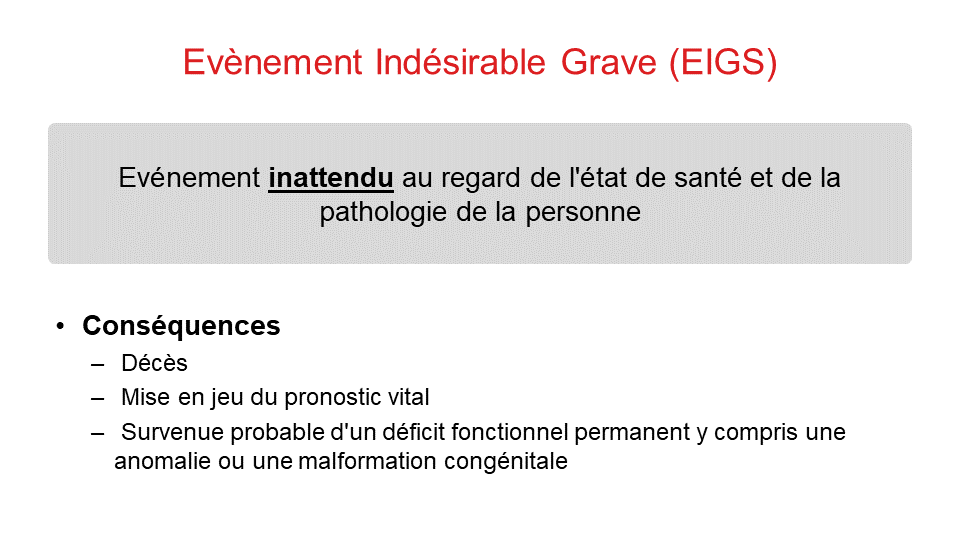 Evènement Indésirable Grave (EIGS)
Evénement inattendu au regard de l'état de santé et de la
pathologie de la personne
• Conséquences
– Décès
– Mise en jeu du pronostic vital
– Survenue probable d'un déficit fonctionnel permanent y compris une
anomalie ou une malformation congénitale